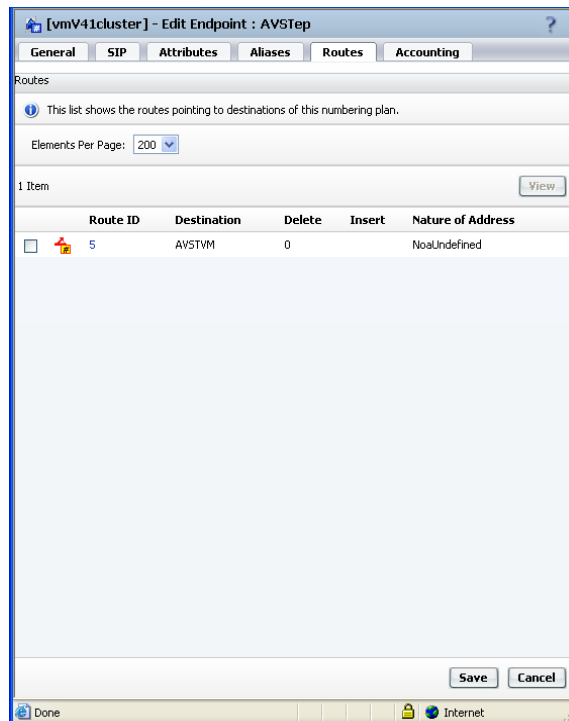 [vmV41cluster] - Edit Endpoint : AVSTep ?
General SIP Attributes Aliases Routes Accounting
Routes
This list shows the routes pointing to destinations of this numbering plan.
Elements Per Page: 200
1 Item View
Route ID Destination Delete Insert Nature of Address
5 AVSTVM 0 NoaUndefined
Save Cancel
Done Internet